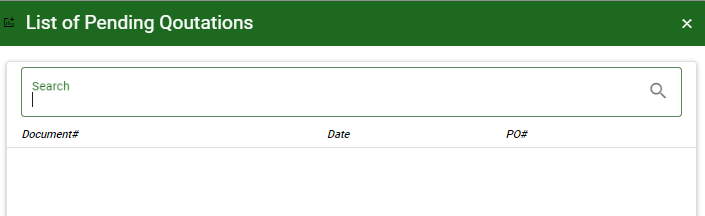 List of Pending Qoutations
Search
Document# Date PO#